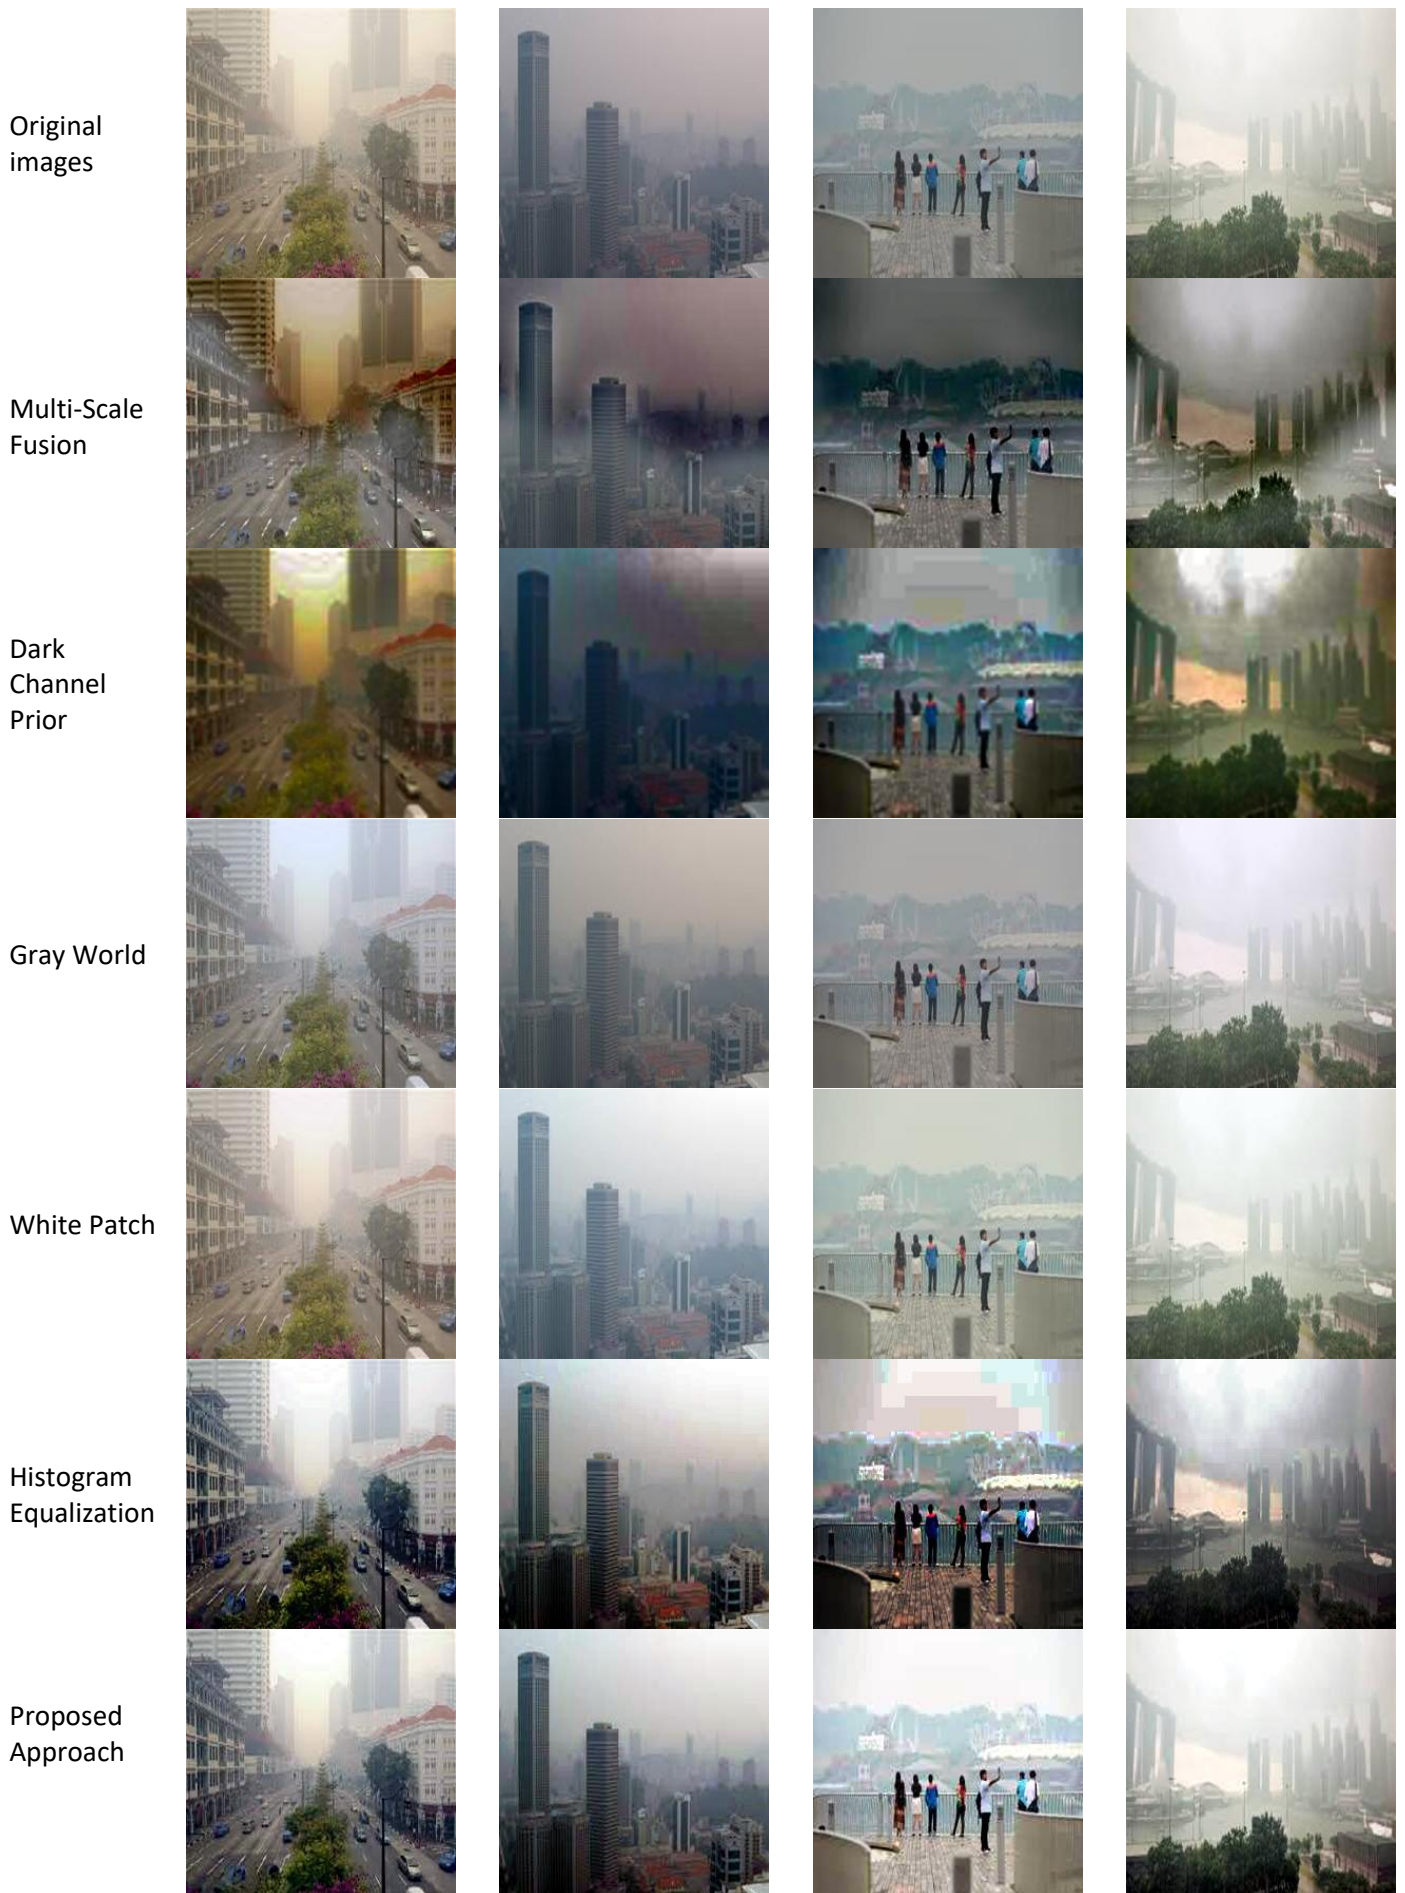 Original
images
Multi-Scale
Fusion
Dark
Channel
Prior
Gray World
White Patch
Histogram
Equalization
Proposed
Approach